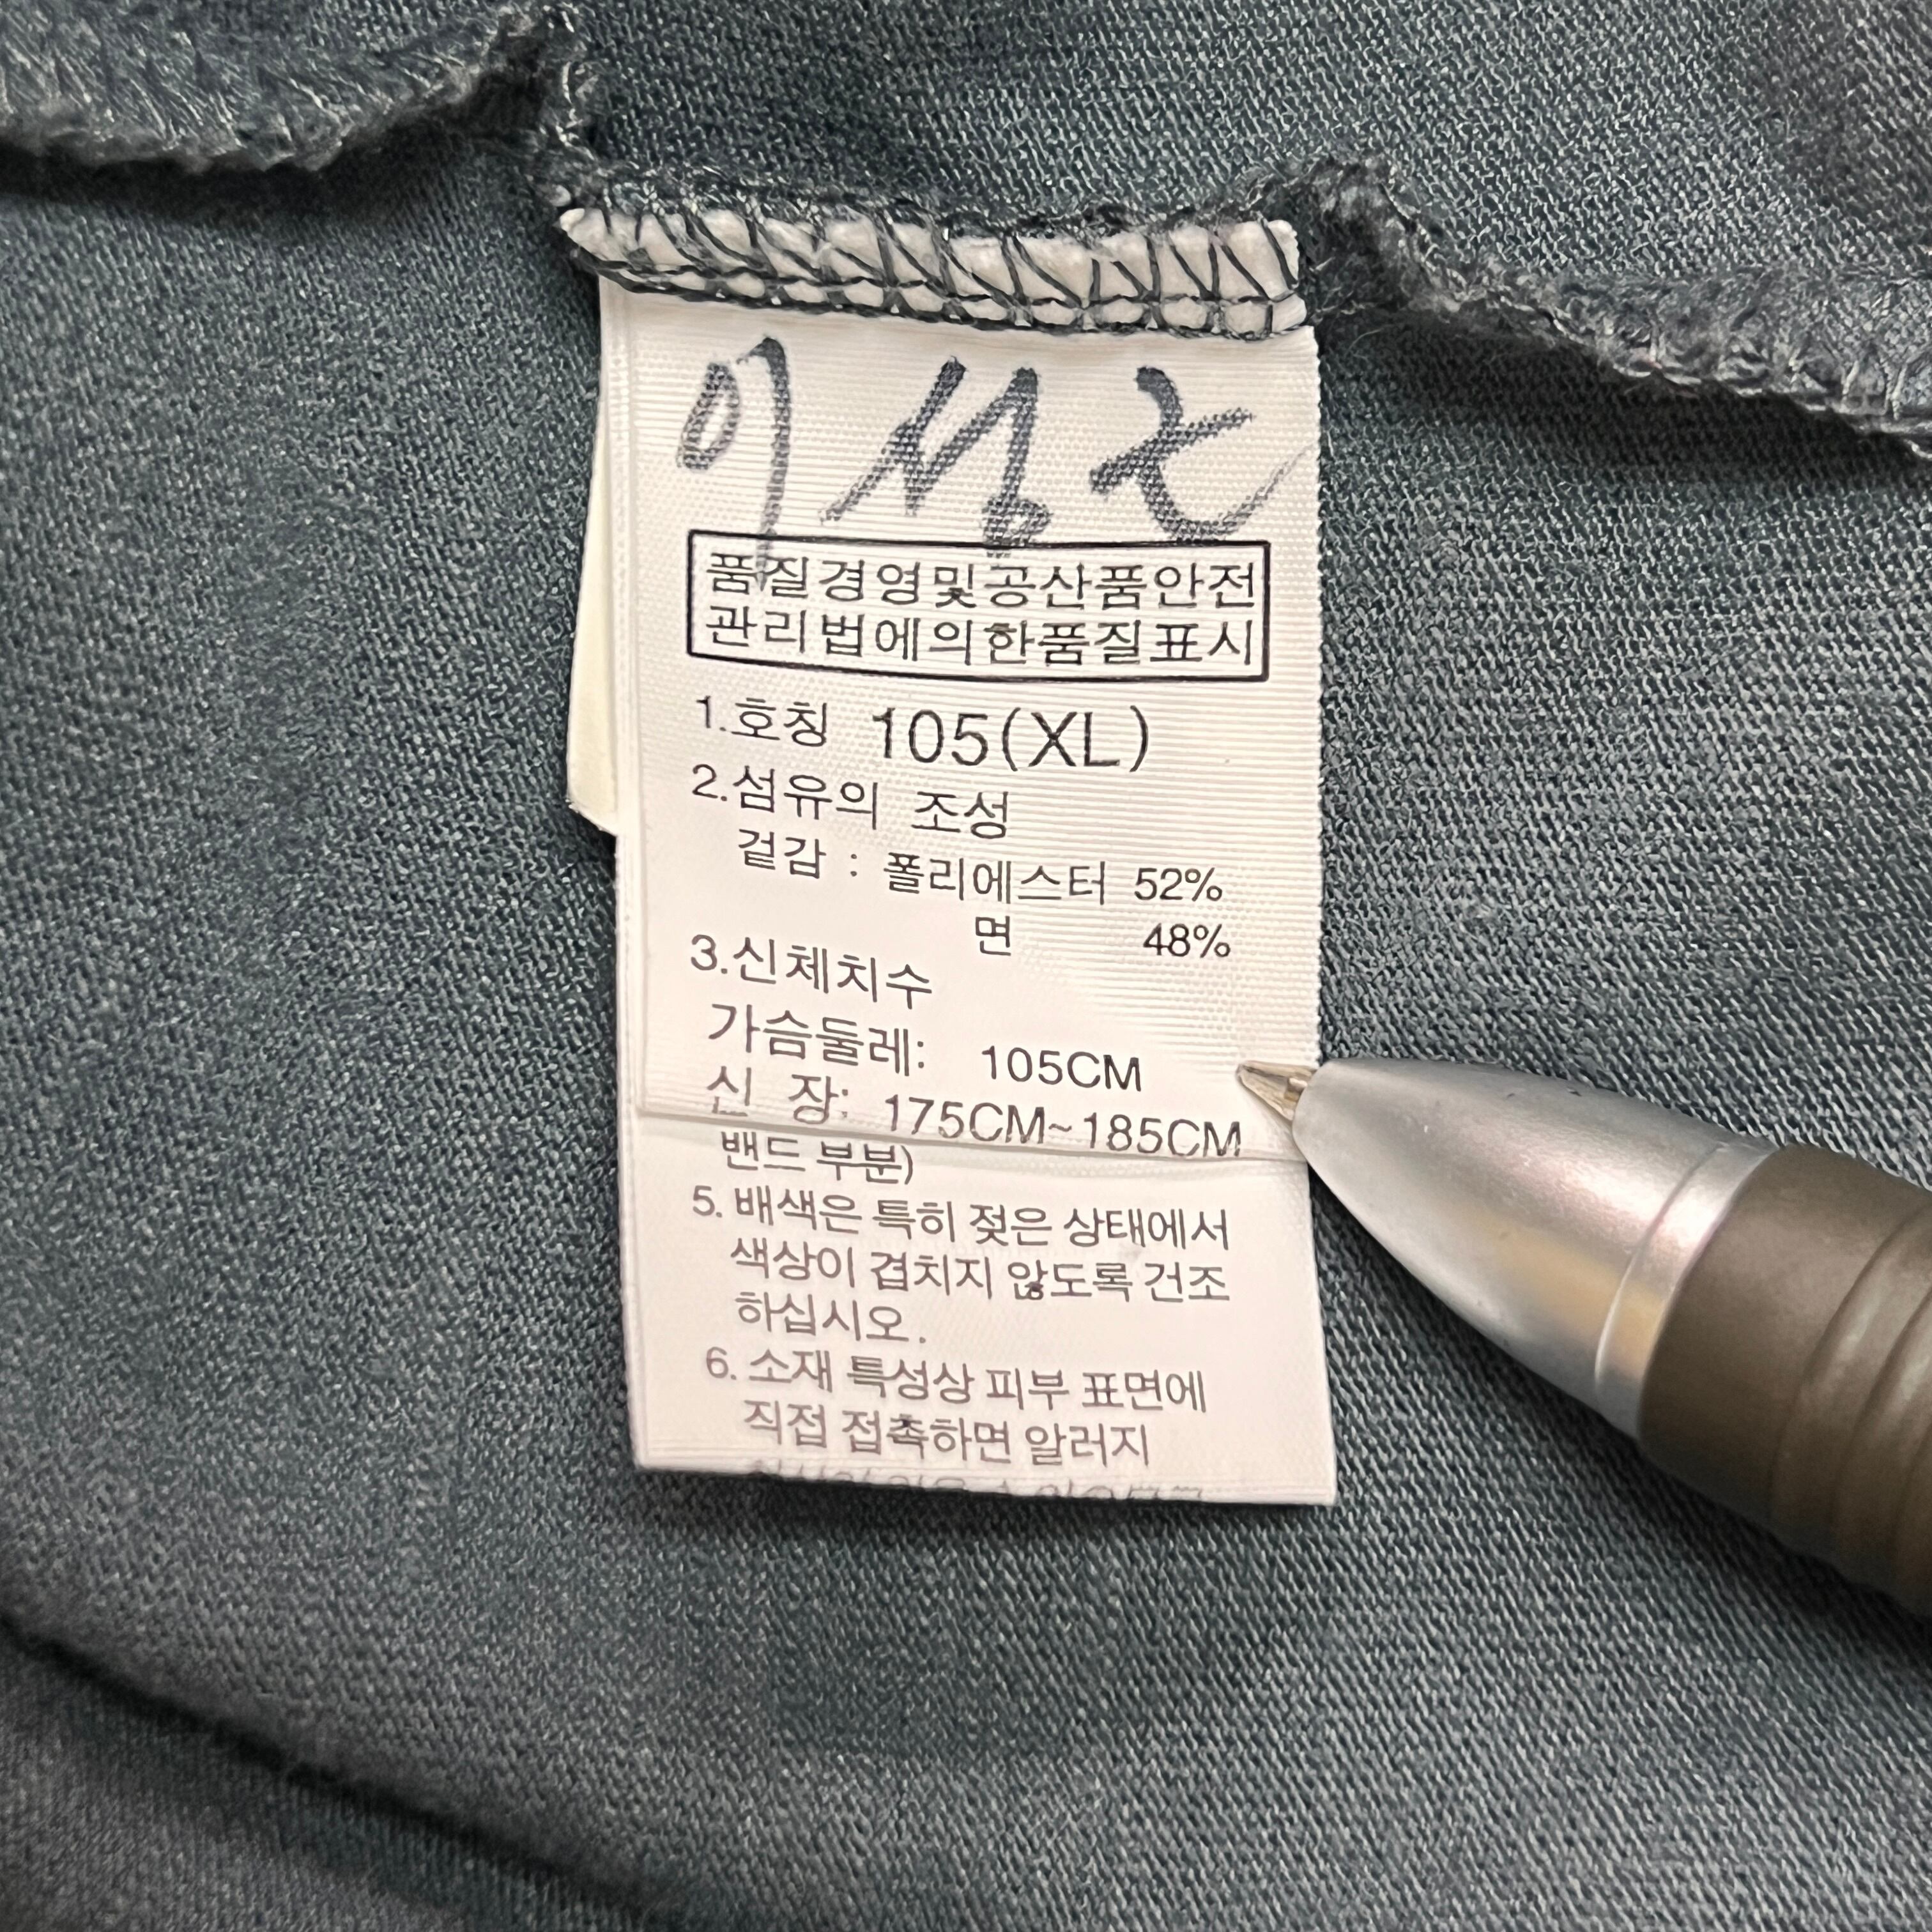 이성근
품질경영및공산품안전
관리법에의한품질표시
1.호칭 105(XL)
2.섬유의 조성
겉감 : 폴리에스터 52%
면 48%
3.신체치수
가슴둘레: 105CM
신 장: 175CM~185CM
밴드 부분)
5. 배색은 특히 젖은 상태에서
색상이 겹치지 않도록 건조
하십시오.
6. 소재 특성상 피부 표면에
직접 접촉하면 알러지